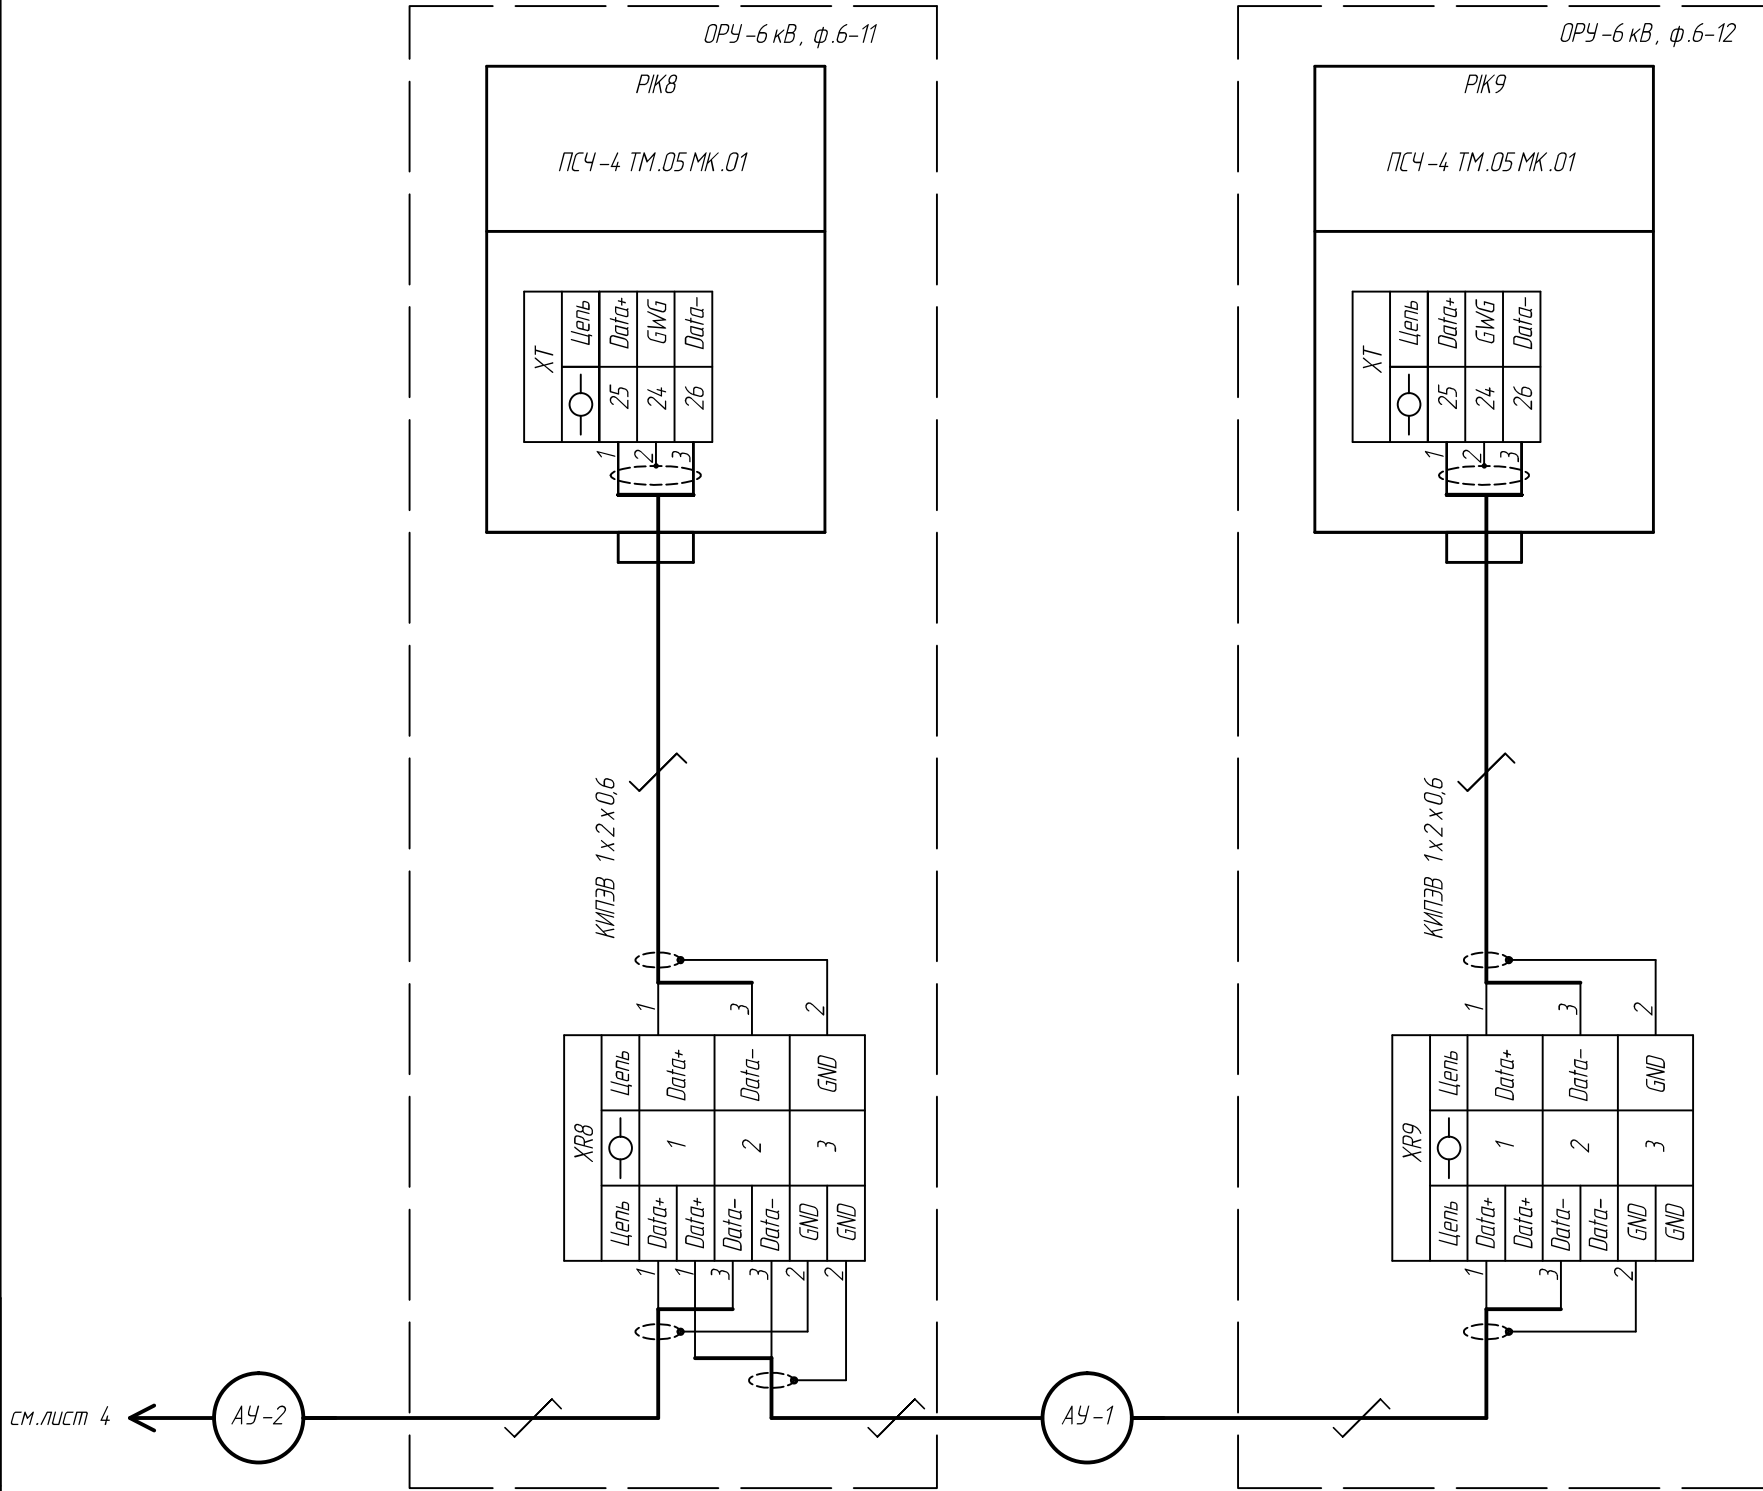 ОРУ-6 кВ, ф.6-11
PIK8
ПСЧ-4 ТМ.05 МК.01
XT
Цепь
Data+
GWG
Data-
25
24
26
1
2
3
КИПЭВ 1х2х0,6
1
3
2
XR8
Цепь
Data+
Data-
GND
1
2
3
Цепь
Data+
Data+
Data-
Data-
GND
GND
1
1
3
3
2
2
ОРУ-6 кВ, ф.6-12
PIK9
ПСЧ-4 ТМ.05 МК.01
XT
Цепь
Data+
GWG
Data-
25
24
26
1
2
3
КИПЭВ 1х2х0,6
1
3
2
XR9
Цепь
Data+
Data-
GND
1
2
3
Цепь
Data+
Data+
Data-
Data-
GND
GND
1
3
2
см.лист 4
АУ-2
АУ-1